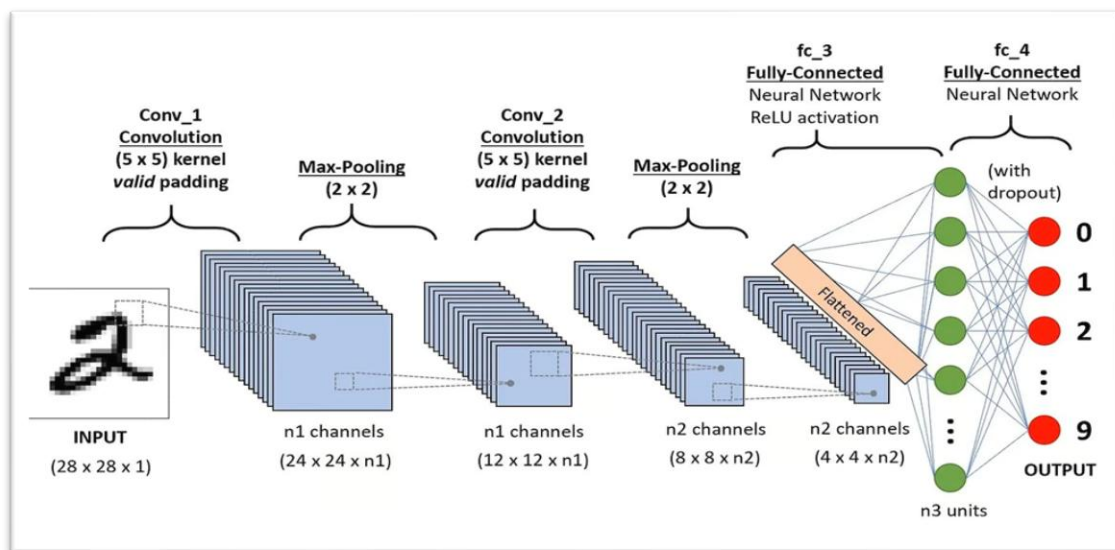 Conv_1
Convolution
(5 x 5) kernel
valid padding
Max-Pooling
(2 x 2)
Conv_2
Convolution
(5 x 5) kernel
valid padding
Max-Pooling
(2 x 2)
fc_3
Fully-Connected
Neural Network
ReLU activation
fc_4
Fully-Connected
Neural Network
(with
dropout)
Flattened
0
1
2
9
INPUT
(28 x 28 x 1)
n1 channels
(24 x 24 x n1)
n1 channels
(12 x 12 x n1)
n2 channels
(8 x 8 x n2)
n2 channels
(4 x 4 x n2)
n3 units
OUTPUT
2